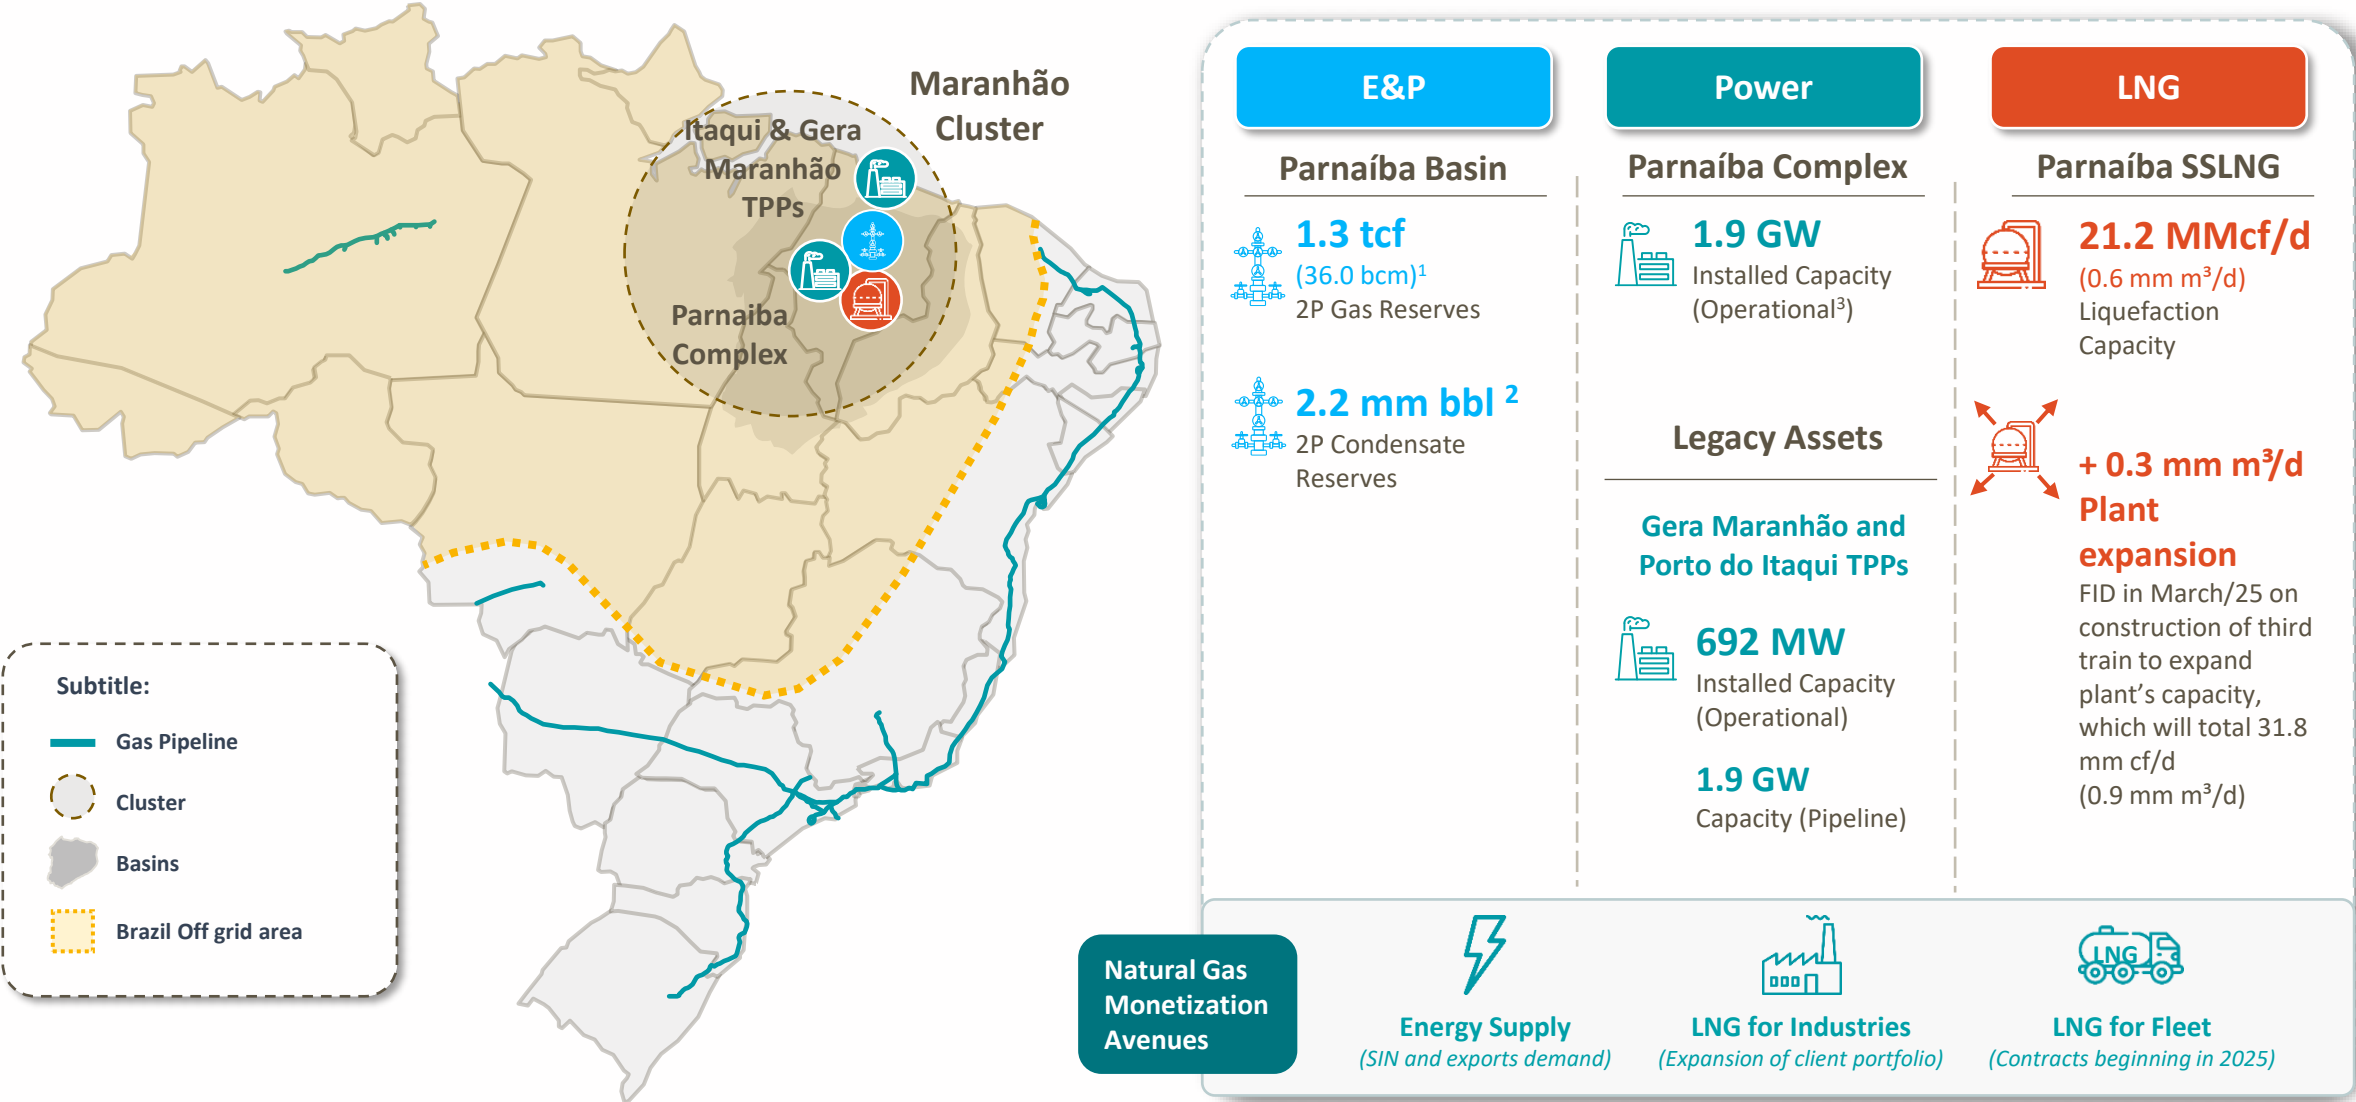 Maranhão
Cluster
Itaqui & Gera
Maranhão
TPPs
Parnaiba
Complex
Subtitle:
Gas Pipeline
Cluster
Basins
Brazil Off grid area
E&P
Parnaíba Basin
1.3 tcf
(36.0 bcm)¹
2P Gas Reserves
2.2 mm bbl ²
2P Condensate
Reserves
Power
Parnaíba Complex
1.9 GW
Installed Capacity
(Operational³)
Legacy Assets
Gera Maranhão and
Porto do Itaqui TPPs
692 MW
Installed Capacity
(Operational)
1.9 GW
Capacity (Pipeline)
LNG
Parnaíba SSLNG
21.2 MMcf/d
(0.6 mm m³/d)
Liquefaction
Capacity
+ 0.3 mm m³/d
Plant
expansion
FID in March/25 on
construction of third
train to expand
plant’s capacity,
which will total 31.8
mm cf/d
(0.9 mm m³/d)
Natural Gas
Monetization
Avenues
Energy Supply
(SIN and exports demand)
LNG for Industries
(Expansion of client portfolio)
LNG
LNG for Fleet
(Contracts beginning in 2025)